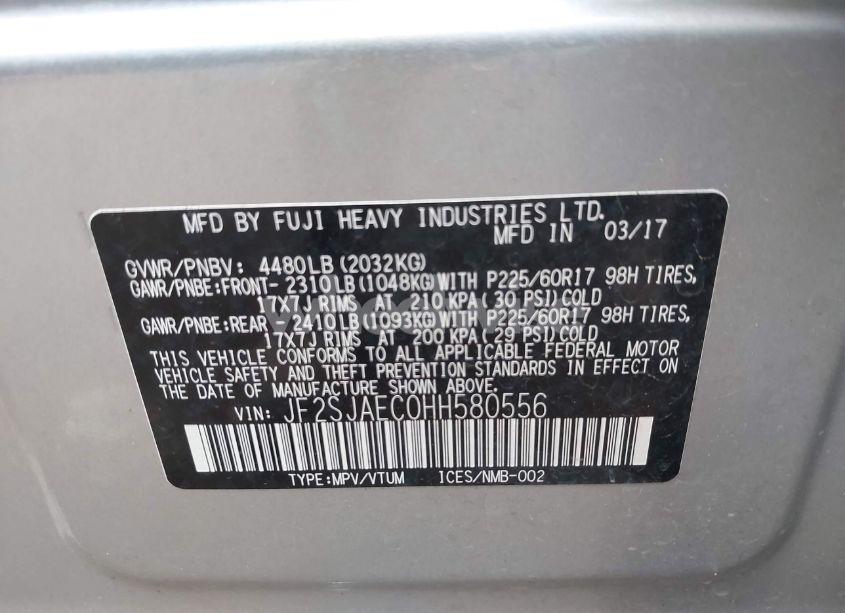 MFD BY FUJI HEAVY INDUSTRIES LTD.
MFD IN 03/17
GVWR/PNBV: 4480LB (2032KG)
GAWR/PNBE:FRONT- 2310LB (1048KG) WITH P225/60R17 98H TIRES,
17X7J RIMS AT 210 KPA( 30 PSI) COLD
GAWR/PNBE:REAR - 2410LB (1093KG) WITH P225/60R17 98H TIRES,
17X7J RIMS AT 200 KPA( 29 PSI) COLD
THIS VEHICLE CONFORMS TO ALL APPLICABLE FEDERAL MOTOR
VEHICLE SAFETY AND THEFT PREVENTION STANDARDS IN EFFECT ON
THE DATE OF MANUFACTURE SHOWN ABOVE.
VIN: JF2SJAEC0HH580556
TYPE:MPV/VTUM ICES/NMB-002